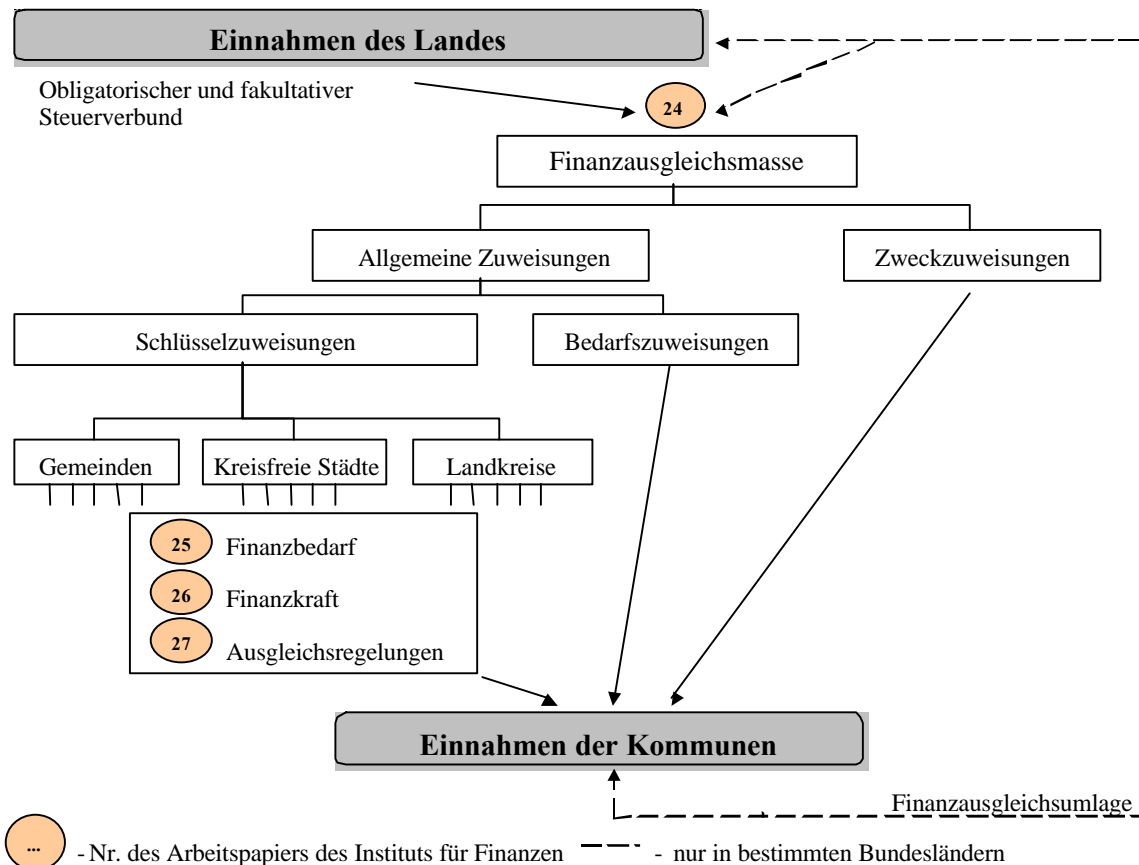 Einnahmen des Landes
Obligatorischer und fakultativer
Steuerverbund
24
Finanzausgleichsmasse
Allgemeine Zuweisungen
Zweckzuweisungen
Schlüsselzuweisungen
Bedarfszuweisungen
Gemeinden
Kreisfreie Städte
Landkreise
25 Finanzbedarf
26 Finanzkraft
27 Ausgleichsregelungen
Einnahmen der Kommunen
Finanzausgleichsumlage
... - Nr. des Arbeitspapiers des Instituts für Finanzen - nur in bestimmten Bundesländern